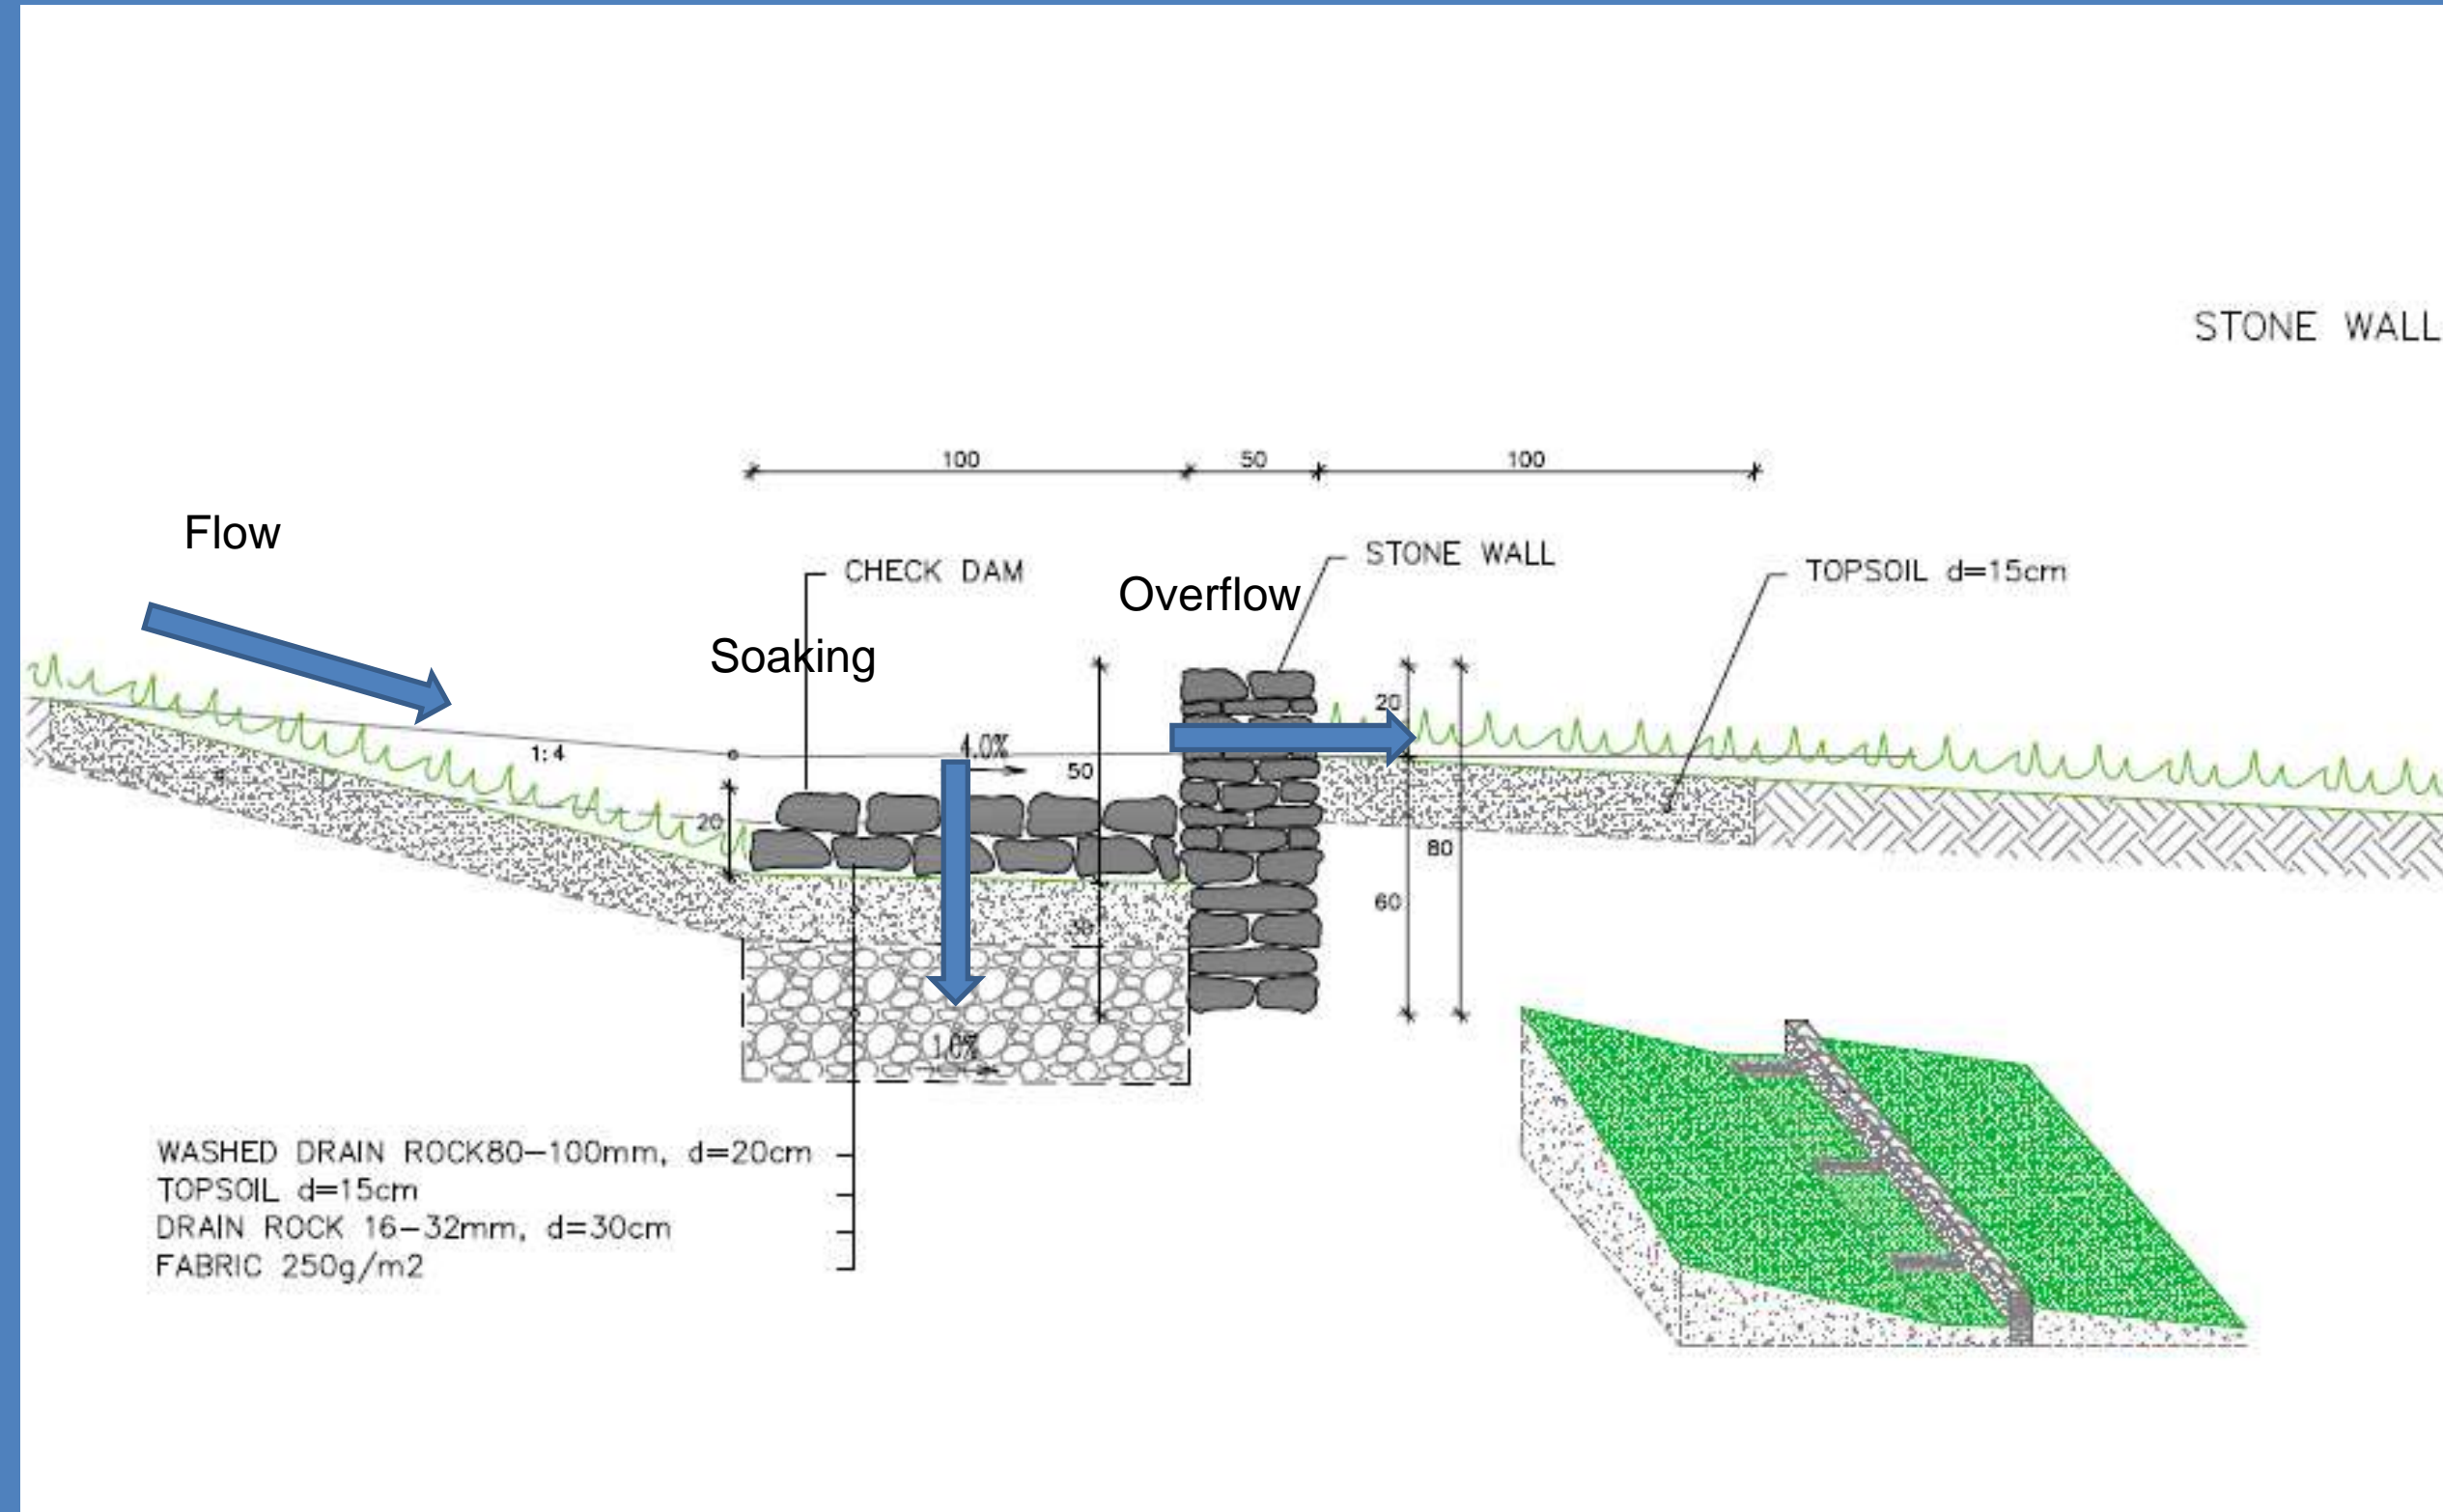 STONE WALL
100 50 100
Flow
CHECK DAM
STONE WALL
TOPSOIL d=15cm
Overflow
Soaking
20
1:4
4.0%
50
20
80
60
30
1.0%
WASHED DRAIN ROCK80-100mm, d=20cm
TOPSOIL d=15cm
DRAIN ROCK 16-32mm, d=30cm
FABRIC 250g/m2